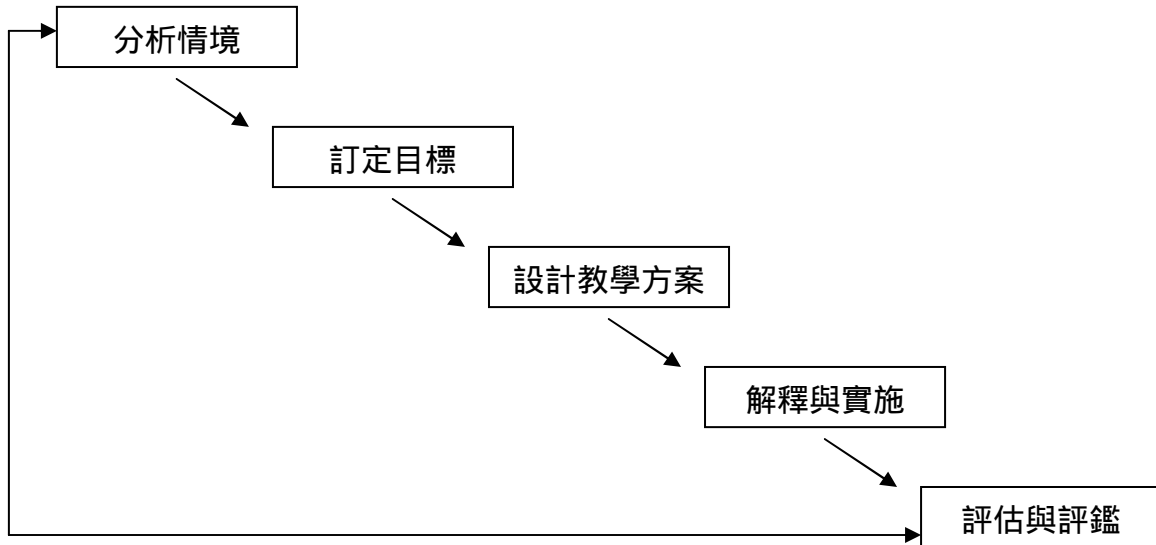 分析情境
訂定目標
設計教學方案
解釋與實施
評估與評鑑